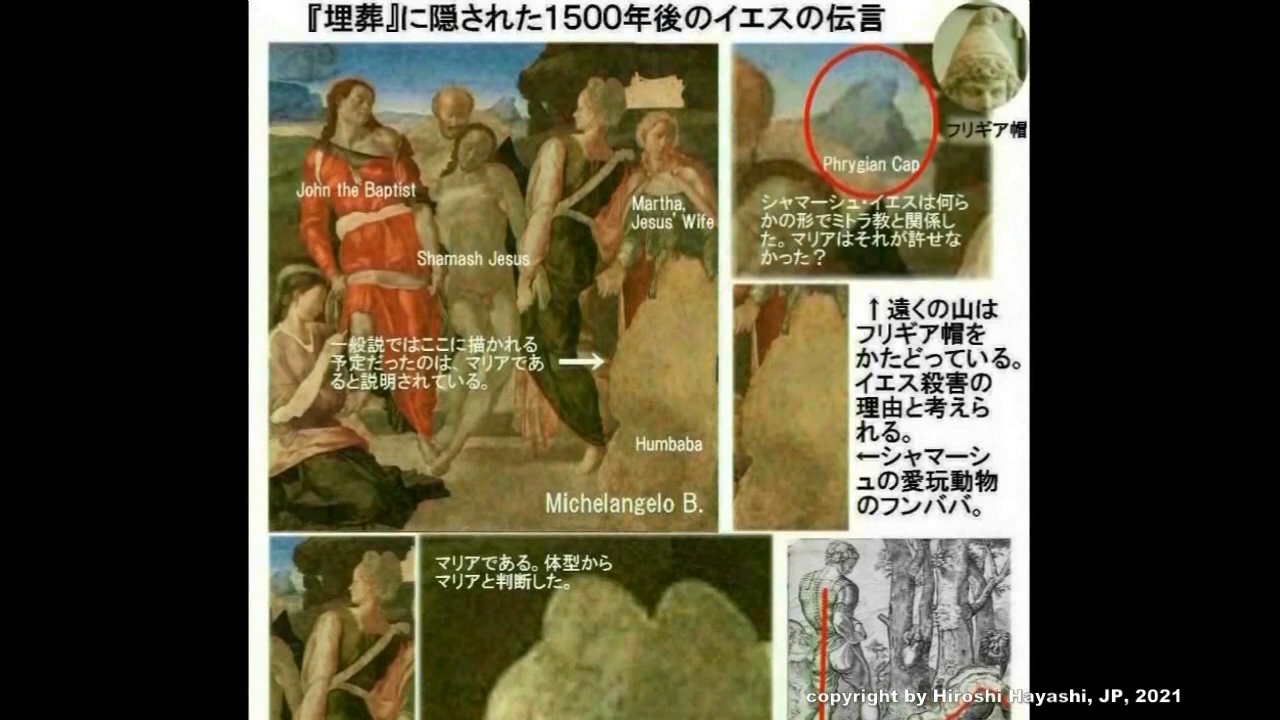 『埋葬』に隠された1500年後のイエスの伝言
John the Baptist
Shamash Jesus
Martha,
Jesus' Wife
一般説ではここに描かれる
予定だったのは、マリアであ
ると説明されている。
→
Humbaba
Michelangelo B.
Phrygian Cap
フリギア帽
シャマーシュ・イエスは何ら
かの形でミトラ教と関係し
た。マリアはそれが許せな
かった?
↑遠くの山は
フリギア帽を
かたどっている。
イエス殺害の
理由と考えら
れる。
←シャマーシ
ュの愛玩動物
のフンババ。
マリアである。体型から
マリアと判断した。
copyright by Hiroshi Hayashi, JP, 2021